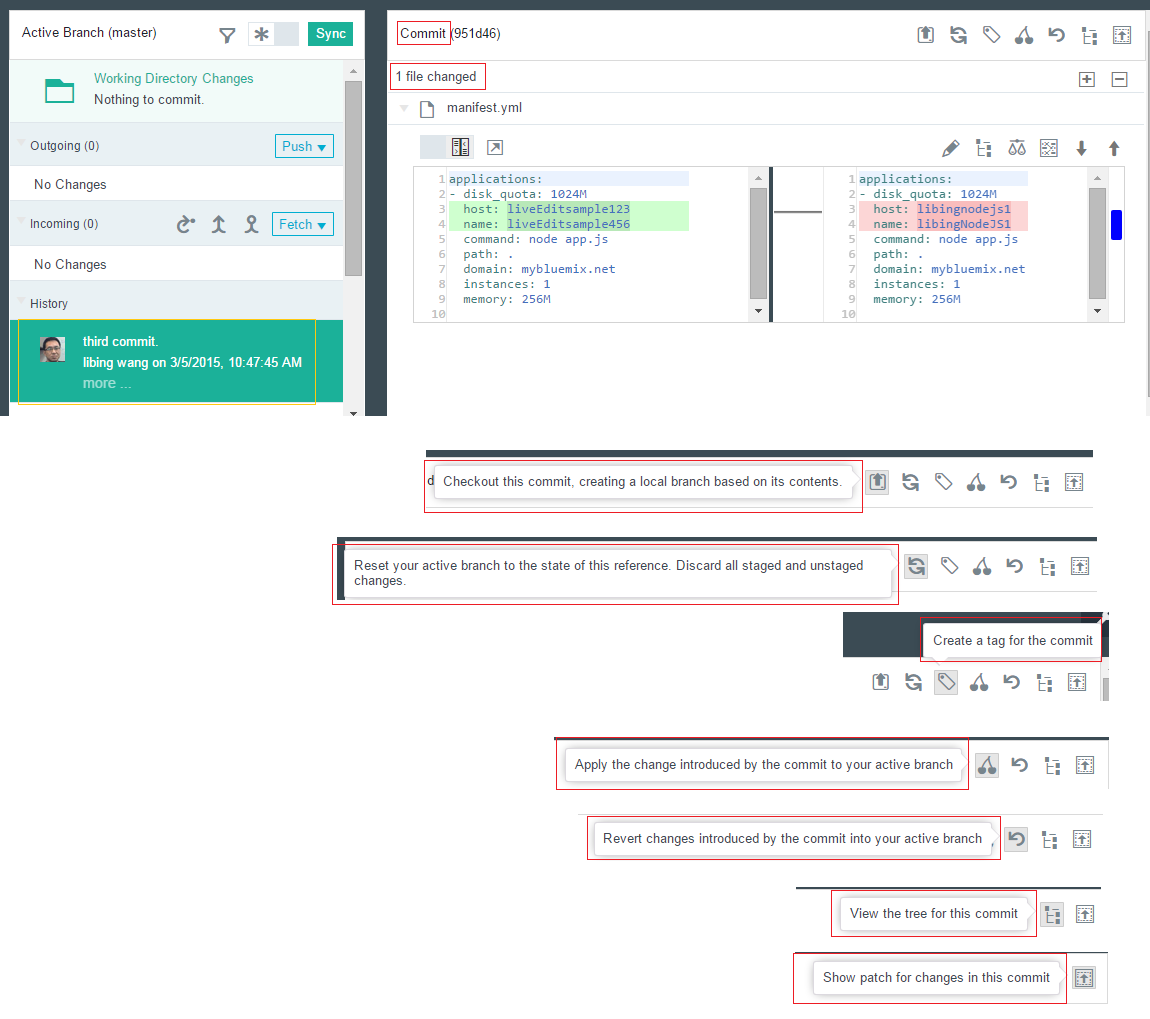 Active Branch (master)
Sync
Working Directory Changes
Nothing to commit.
Outgoing (0)
Push
No Changes
Incoming (0)
Fetch
No Changes
History
third commit.
libing wang on 3/5/2015, 10:47:45 AM
more ...
Commit (951d46)
1 file changed
manifest.yml
1 applications:
2 - disk_quota: 1024M
3 host: liveEditsample123
4 name: liveEditsample456
5 command: node app.js
6 path: .
7 domain: mybluemix.net
8 instances: 1
9 memory: 256M
10
1 applications:
2 - disk_quota: 1024M
3 host: libingnodejs1
4 name: libingNodeJS1
5 command: node app.js
6 path: .
7 domain: mybluemix.net
8 instances: 1
9 memory: 256M
10
d
Checkout this commit, creating a local branch based on its contents.
Reset your active branch to the state of this reference. Discard all staged and unstaged
changes.
Create a tag for the commit
Apply the change introduced by the commit to your active branch
Revert changes introduced by the commit into your active branch
View the tree for this commit
Show patch for changes in this commit